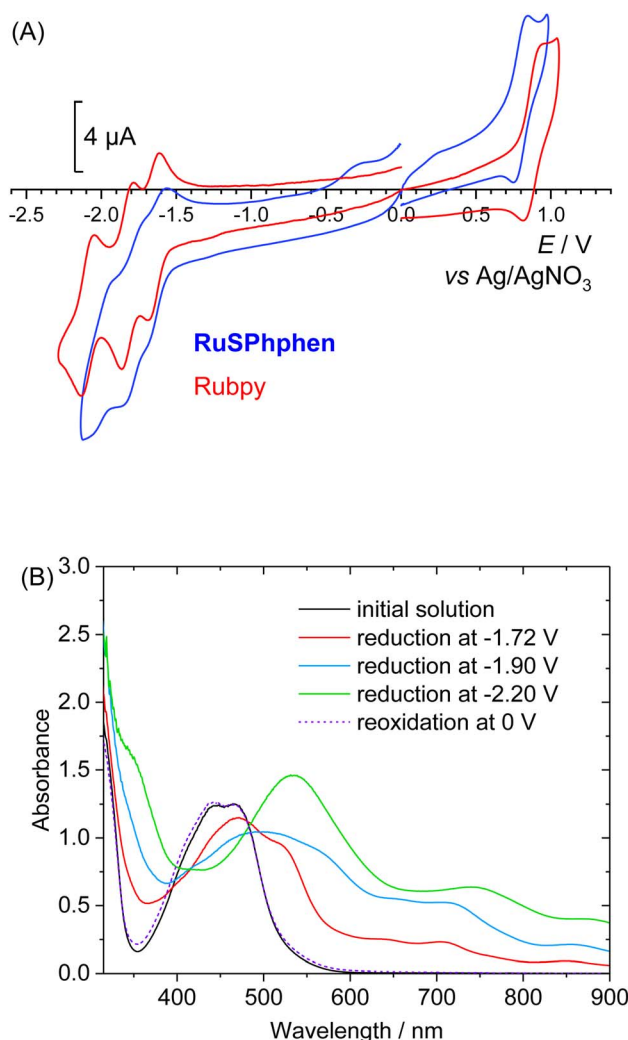 (A)
4 µA
-2.5 -2.0 -1.5 -1.0 -0.5 0.0 0.5 1.0
E / V
vs Ag/AgNO₃
RuSPhphen
Rubpy
(B)
3.0
2.5
2.0
1.5
1.0
0.5
0.0
Absorbance
initial solution
reduction at -1.72 V
reduction at -1.90 V
reduction at -2.20 V
reoxidation at 0 V
400 500 600 700 800 900
Wavelength / nm